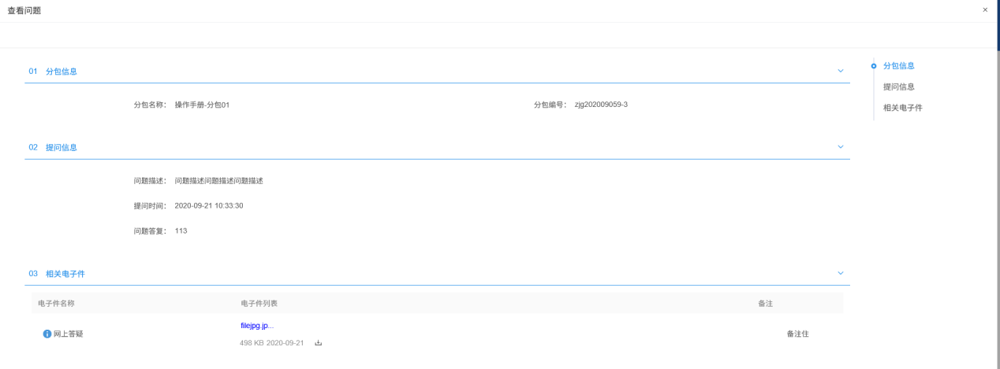 查看问题 ×
01 分包信息
分包名称： 操作手册-分包01 分包编号： zjg202009059-3
02 提问信息
问题描述： 问题描述问题描述问题描述
提问时间： 2020-09-21 10:33:30
问题答复： 113
03 相关电子件
电子件名称 电子件列表 备注
网上答疑 filejpg.jp... 备注住
498 KB 2020-09-21
分包信息
提问信息
相关电子件